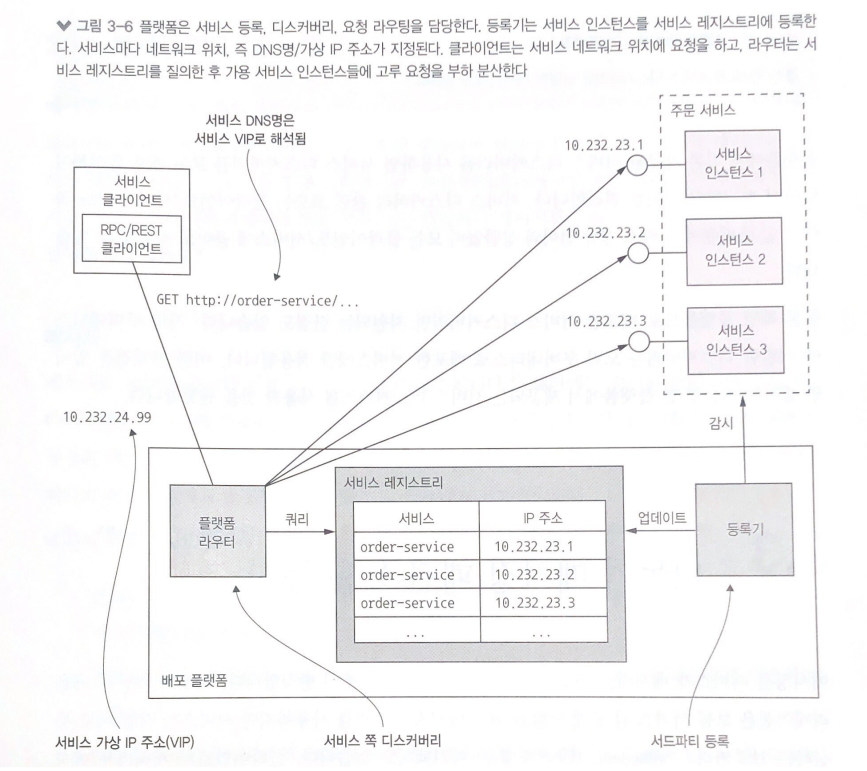 그림 3-6 플랫폼은 서비스 등록, 디스커버리, 요청 라우팅을 담당한다. 등록기는 서비스 인스턴스를 서비스 레지스트리에 등록한
다. 서비스마다 네트워크 위치, 즉 DNS명/가상 IP 주소가 지정된다. 클라이언트는 서비스 네트워크 위치에 요청을 하고, 라우터는 서
비스 레지스트리를 질의한 후 가용 서비스 인스턴스들에 고루 요청을 부하 분산한다
서비스 DNS명은
서비스 VIP로 해석됨
서비스
클라이언트
RPC/REST
클라이언트
GET http://order-service/...
10.232.24.99
주문 서비스
10.232.23.1
서비스
인스턴스 1
10.232.23.2
서비스
인스턴스 2
10.232.23.3
서비스
인스턴스 3
감시
플랫폼
라우터
쿼리
서비스 레지스트리
서비스 IP 주소
order-service 10.232.23.1
order-service 10.232.23.2
order-service 10.232.23.3
... ...
업데이트
등록기
배포 플랫폼
서비스 가상 IP 주소(VIP)
서비스 쪽 디스커버리
서드파티 등록